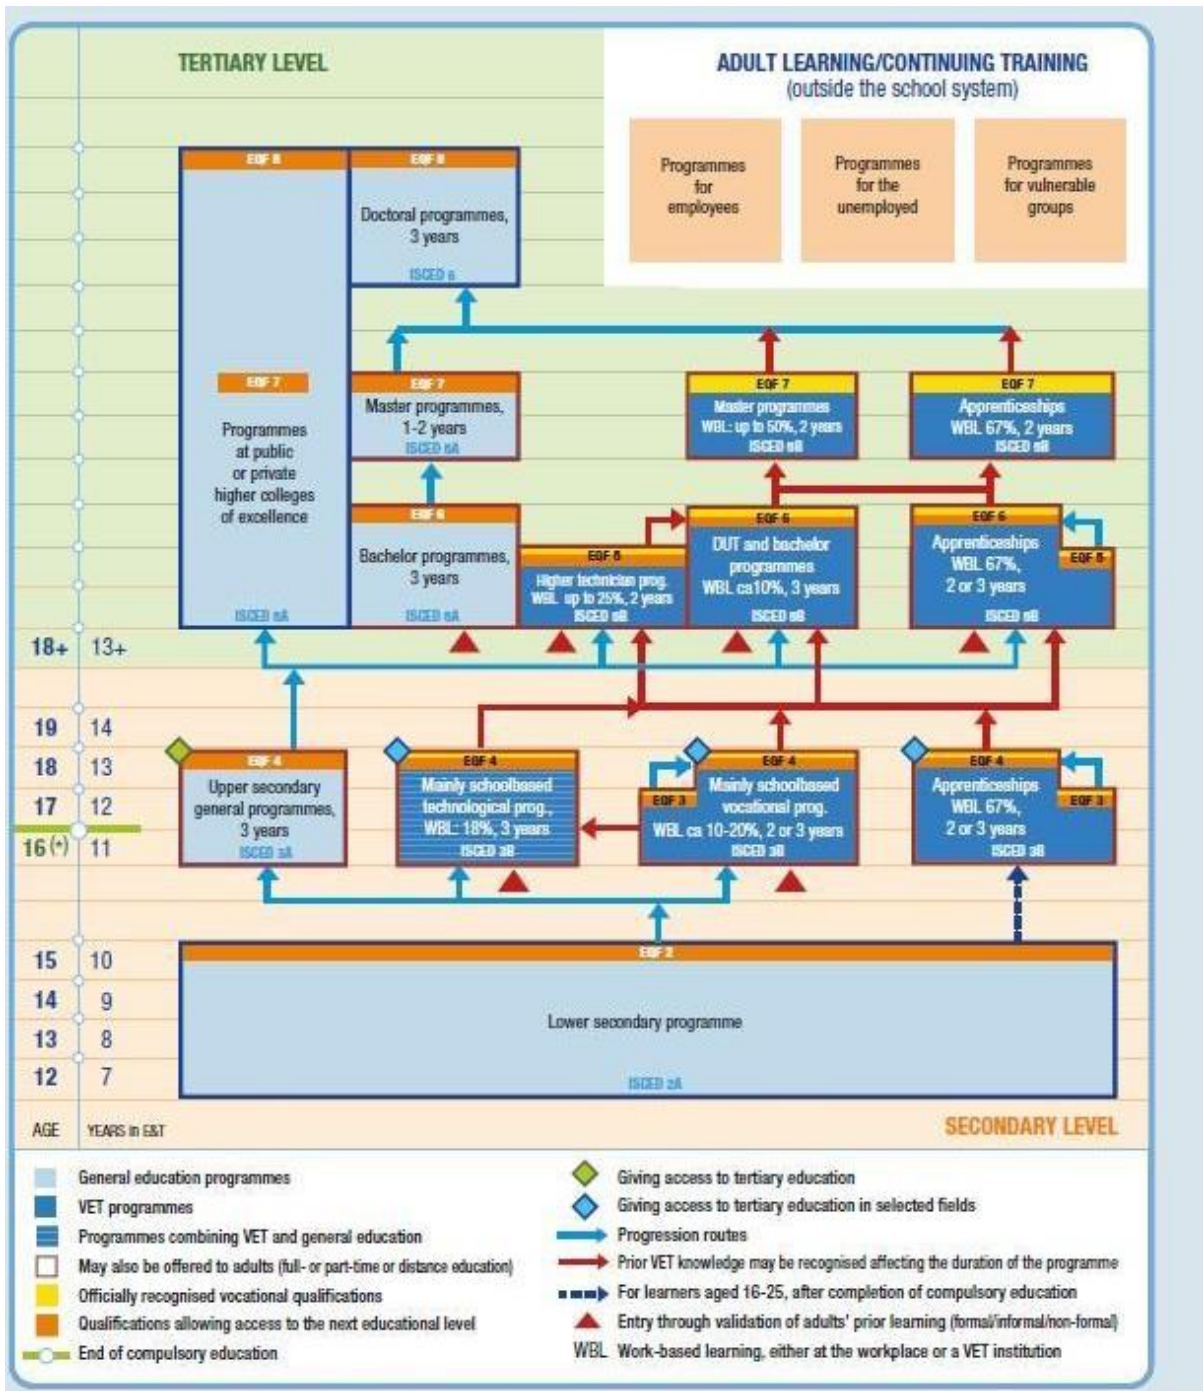 TERTIARY LEVEL
ADULT LEARNING/CONTINUING TRAINING
(outside the school system)
Programmes
for
employees
Programmes
for the
unemployed
Programmes
for vulnerable
groups
EQF 8
EQF 8
Doctoral programmes,
3 years
ISCED 6
EQF 7
Programmes
at public
or private
higher colleges
of excellence
ISCED 5A
EQF 7
Master programmes,
1-2 years
ISCED 5A
EQF 7
Master programmes
WBL: up to 50%, 2 years
ISCED 5B
EQF 7
Apprenticeships
WBL 67%, 2 years
ISCED 5B
EQF 6
Bachelor programmes,
3 years
ISCED 5A
EQF 5
Higher technician prog.
WBL up to 25%, 2 years
ISCED 5B
EQF 6
DUT and bachelor
programmes
WBL ca10%, 3 years
ISCED 5B
EQF 6
Apprenticeships
WBL 67%,
2 or 3 years
ISCED 5B
EQF 5
18+ 13+
19 14
18 13
17 12
16 (*) 11
EQF 4
Upper secondary
general programmes,
3 years
ISCED 3A
EQF 4
Mainly schoolbased
technological prog.,
WBL: 18%, 3 years
ISCED 3B
EQF 4
EQF 3
Mainly schoolbased
vocational prog.
WBL ca 10-20%, 2 or 3 years
ISCED 3B
EQF 4
Apprenticeships
WBL 67%,
2 or 3 years
ISCED 3B
EQF 3
15 10
14 9
13 8
12 7
EQF 2
Lower secondary programme
ISCED 2A
AGE YEARS in E&T
SECONDARY LEVEL
General education programmes
VET programmes
Programmes combining VET and general education
May also be offered to adults (full- or part-time or distance education)
Officially recognised vocational qualifications
Qualifications allowing access to the next educational level
End of compulsory education
Giving access to tertiary education
Giving access to tertiary education in selected fields
Progression routes
Prior VET knowledge may be recognised affecting the duration of the programme
For learners aged 16-25, after completion of compulsory education
Entry through validation of adults' prior learning (formal/informal/non-formal)
WBL Work-based learning, either at the workplace or a VET institution